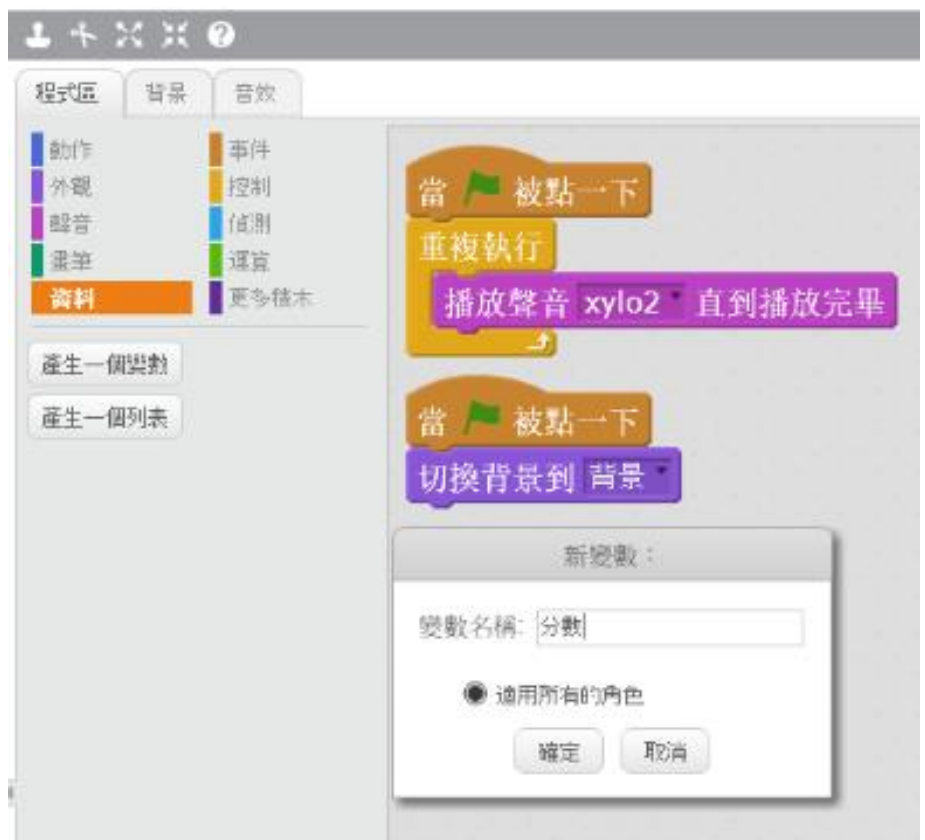 程式區 背景 音效
動作 事件
外觀 控制
聲音 偵測
畫筆 運算
資料 更多積木
產生一個變數
產生一個列表
當 被點一下
重複執行
播放聲音 xylo2 直到播放完畢
當 被點一下
切換背景到 背景
新變數：
變數名稱: 分數
適用所有的角色
確定 取消